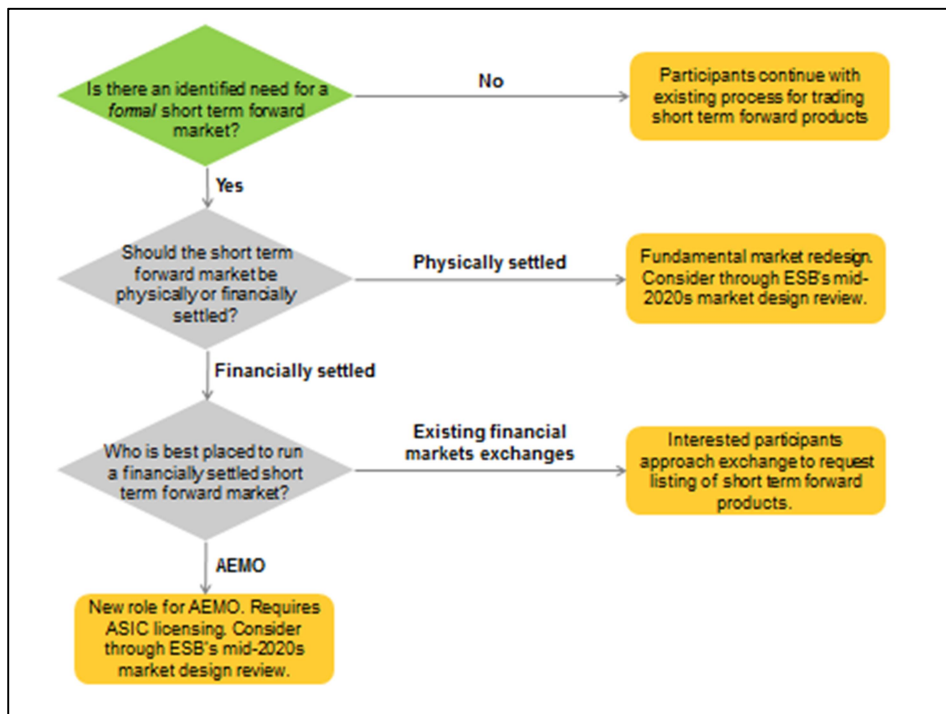 Is there an identified need for a
formal short term forward
market?
No
Participants continue with
existing process for trading
short term forward products
Yes
Should the short term
forward market be
physically or financially
settled?
Physically settled
Fundamental market redesign.
Consider through ESB's mid-
2020s market design review.
Financially settled
Who is best placed to run
a financially settled short
term forward market?
Existing financial
markets exchanges
Interested participants
approach exchange to request
listing of short term forward
products.
AEMO
New role for AEMO. Requires
ASIC licensing. Consider
through ESB's mid-2020s
market design review.